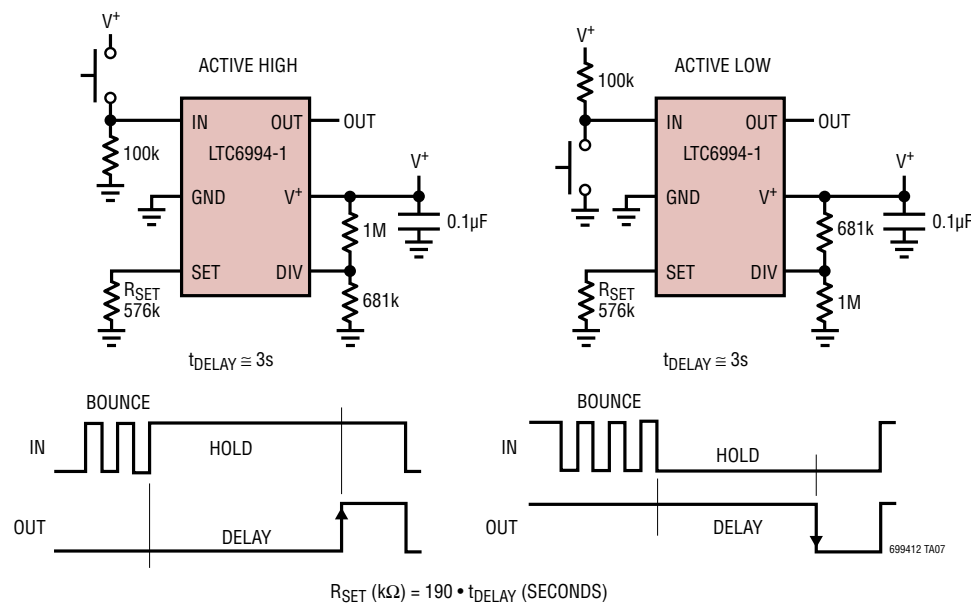 V+
ACTIVE HIGH
IN
OUT
OUT
100k
LTC6994-1
GND
V+
V+
1M
0.1µF
SET
DIV
RSET
576k
681k
tDELAY ≅ 3s
V+
ACTIVE LOW
100k
IN
OUT
OUT
LTC6994-1
GND
V+
V+
681k
0.1µF
SET
DIV
RSET
576k
1M
tDELAY ≅ 3s
BOUNCE
IN
HOLD
OUT
DELAY
BOUNCE
IN
HOLD
OUT
DELAY
699412 TA07
RSET (kΩ) = 190 • tDELAY (SECONDS)